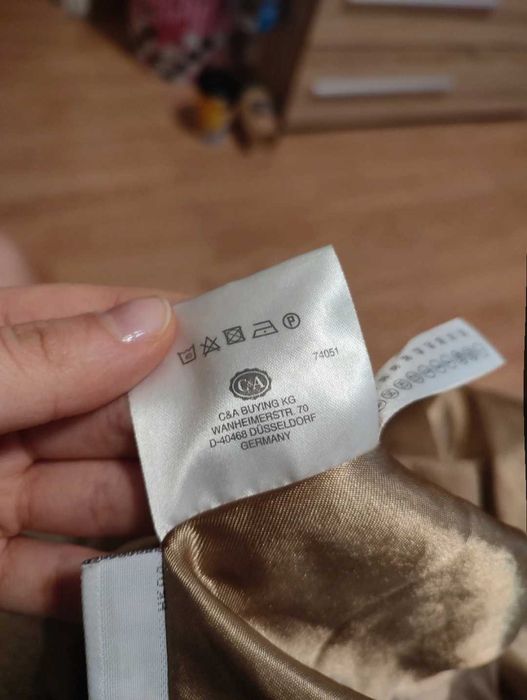 P
74051
C&A
C&A BUYING KG
WANHEIMERSTR. 70
D-40468 DÜSSELDORF
GERMANY